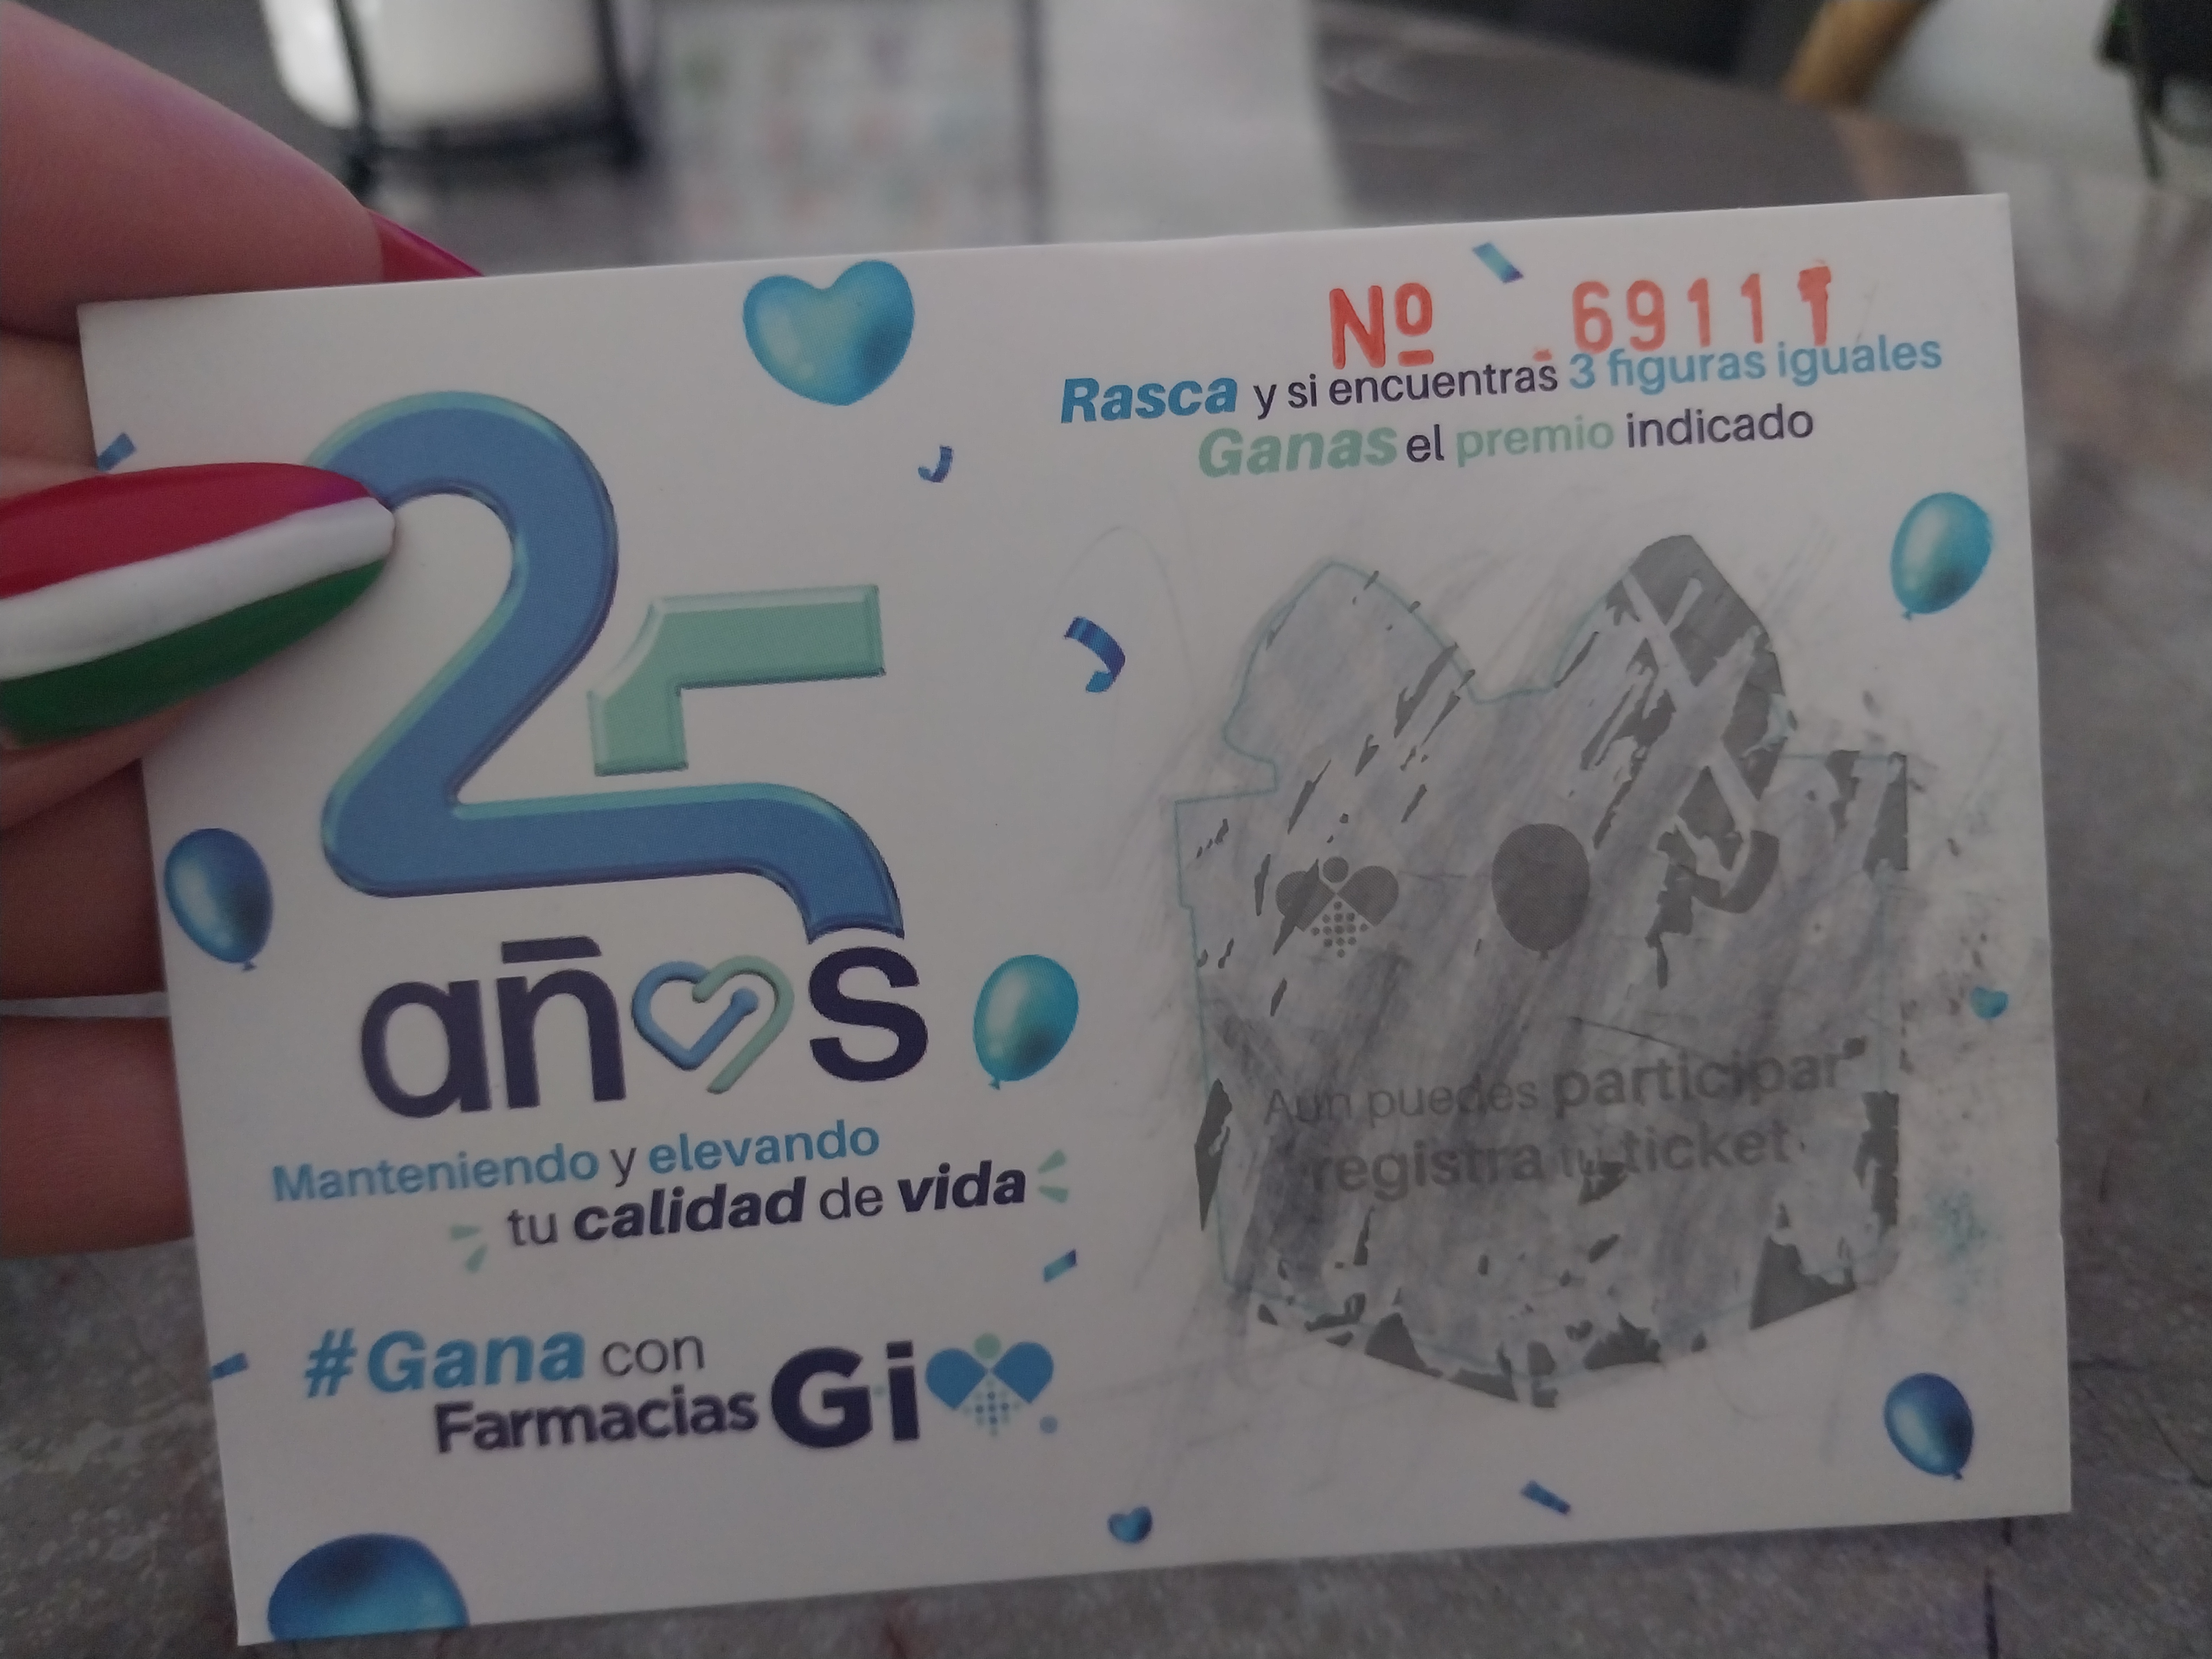 25
años
Manteniendo y elevando
tu calidad de vida
#Gana con
Farmacias Gi
Nº 69111
Rasca y si encuentras 3 figuras iguales
Ganas el premio indicado
Aun puedes participar
registra tu ticket